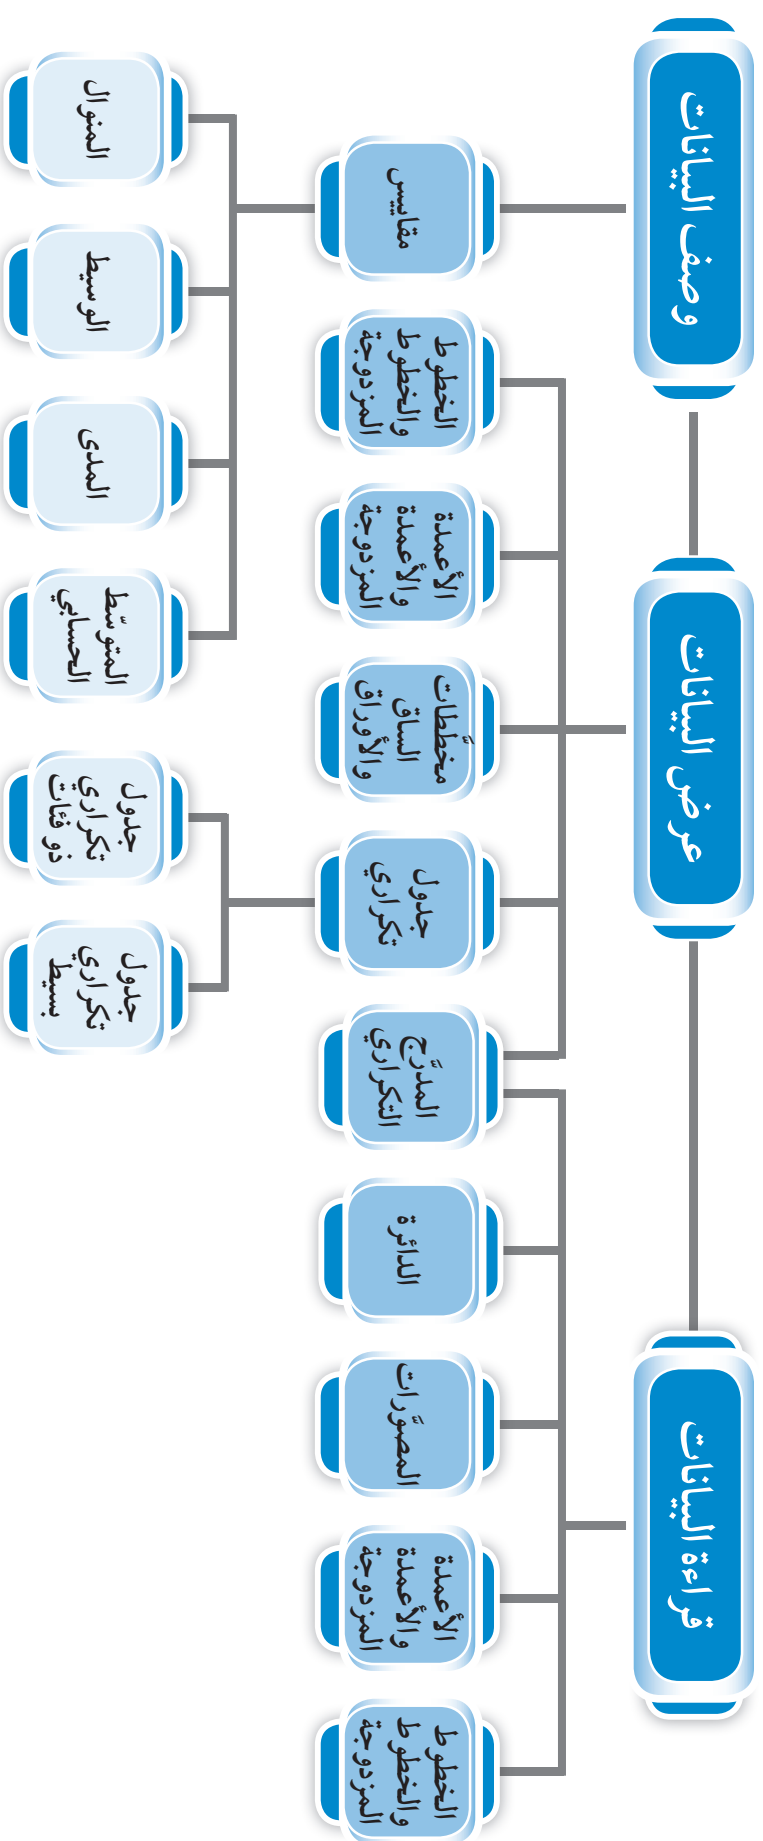 قراءة البيانات
عرض البيانات
وصف البيانات
الخطوط
والخطوط
المزدوجة
الأعمدة
والأعمدة
المزدوجة
المصوَّرات
الدائرة
المدرَّج
التكراري
جدول
تكراري
مخطَّطات
الساق
والأوراق
الأعمدة
والأعمدة
المزدوجة
الخطوط
والخطوط
المزدوجة
مقاييس
جدول
تكراري
بسيط
جدول
تكراري
ذو فئات
المتوسّط
الحسابي
المدى
الوسيط
المنوال